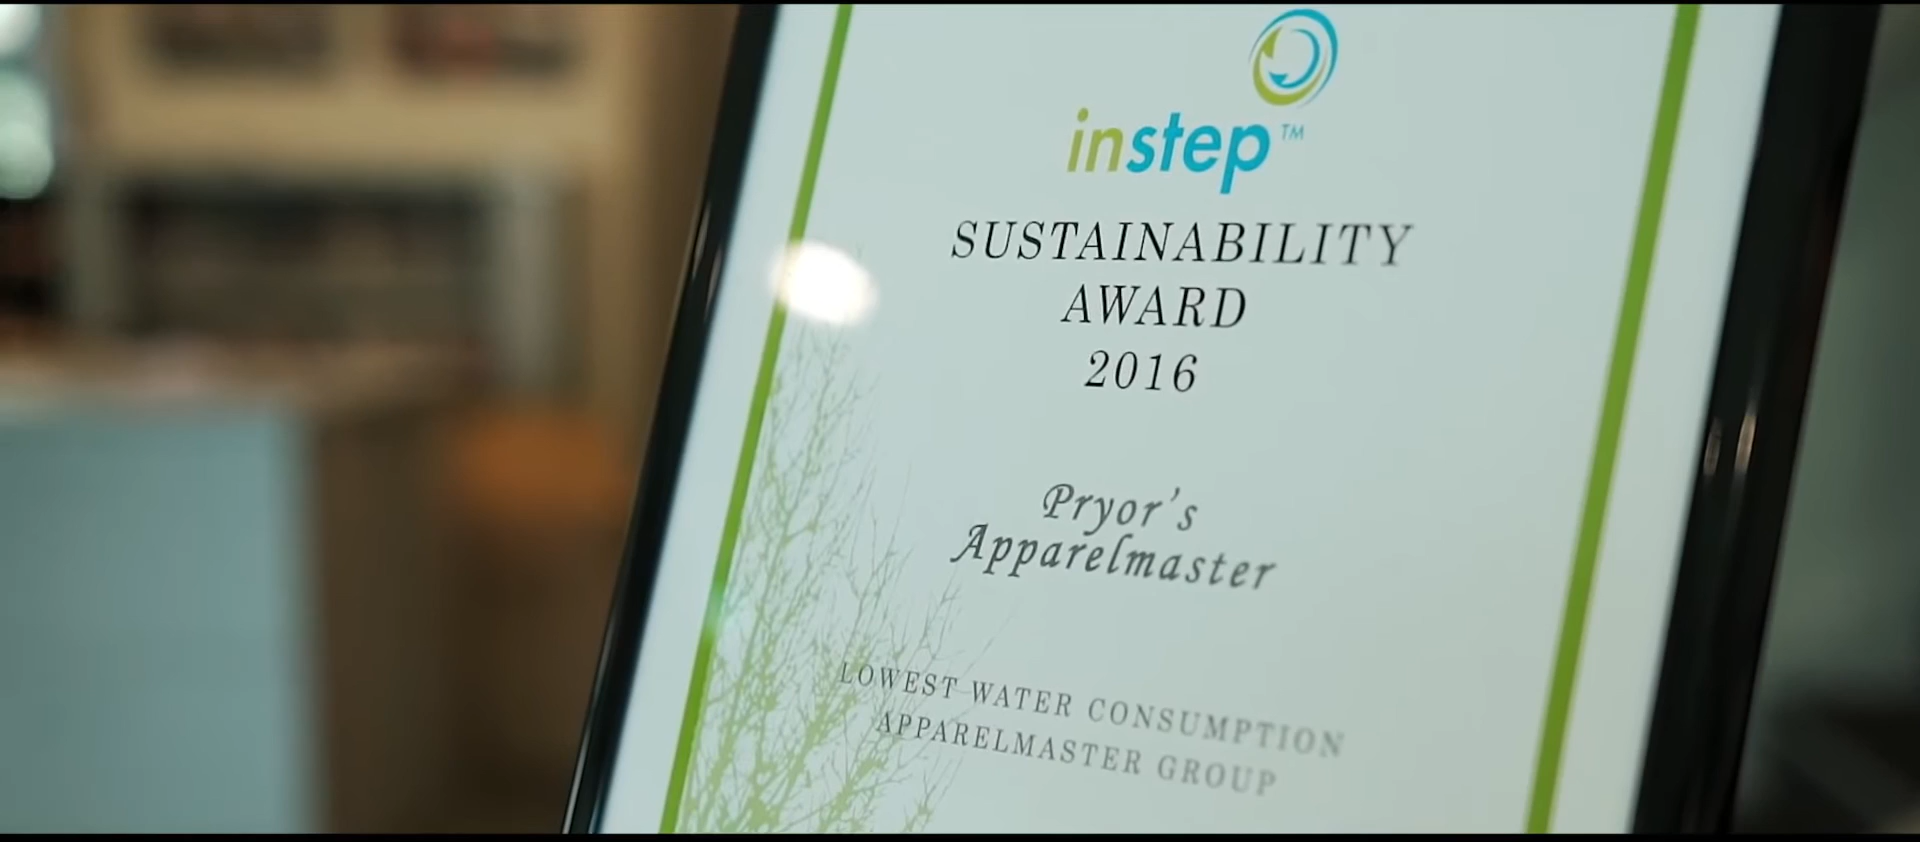 instep™
SUSTAINABILITY
AWARD
2016
Pryor's
Apparelmaster
LOWEST WATER CONSUMPTION
APPARELMASTER GROUP